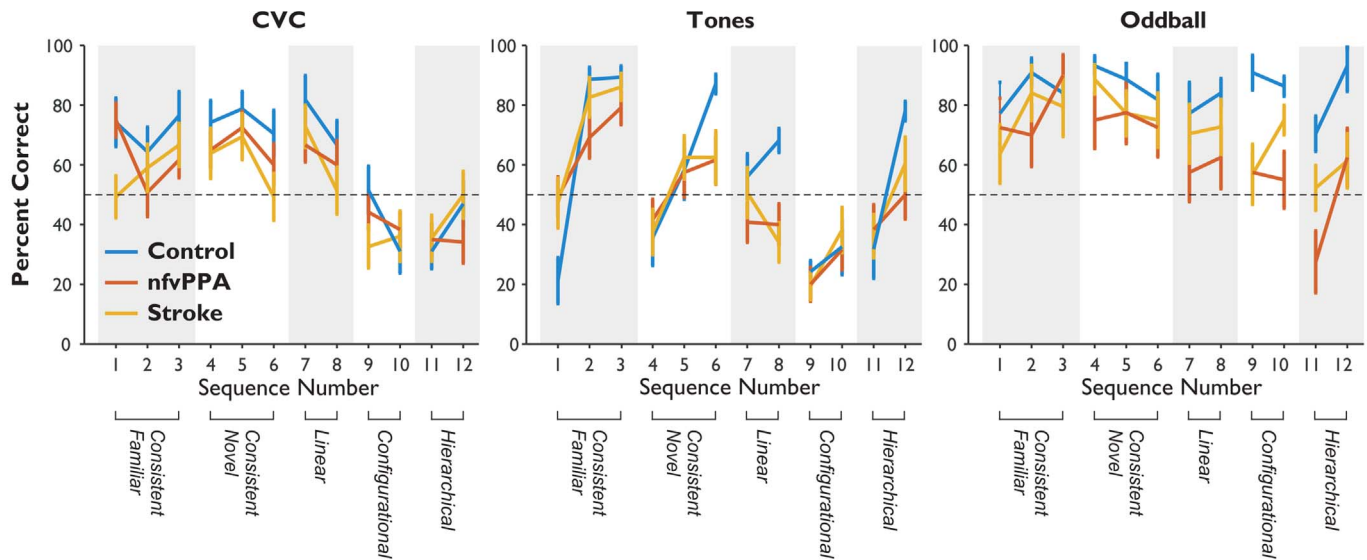 CVC
Tones
Oddball
Percent Correct
100
80
60
40
20
0
Control
nfvPPA
Stroke
1 2 3 4 5 6 7 8 9 10 11 12
Sequence Number
Consistent
Familiar
Consistent
Novel
Linear
Configurational
Hierarchical
100
80
60
40
20
0
1 2 3 4 5 6 7 8 9 10 11 12
Sequence Number
Consistent
Familiar
Consistent
Novel
Linear
Configurational
Hierarchical
100
80
60
40
20
0
1 2 3 4 5 6 7 8 9 10 11 12
Sequence Number
Consistent
Familiar
Consistent
Novel
Linear
Configurational
Hierarchical